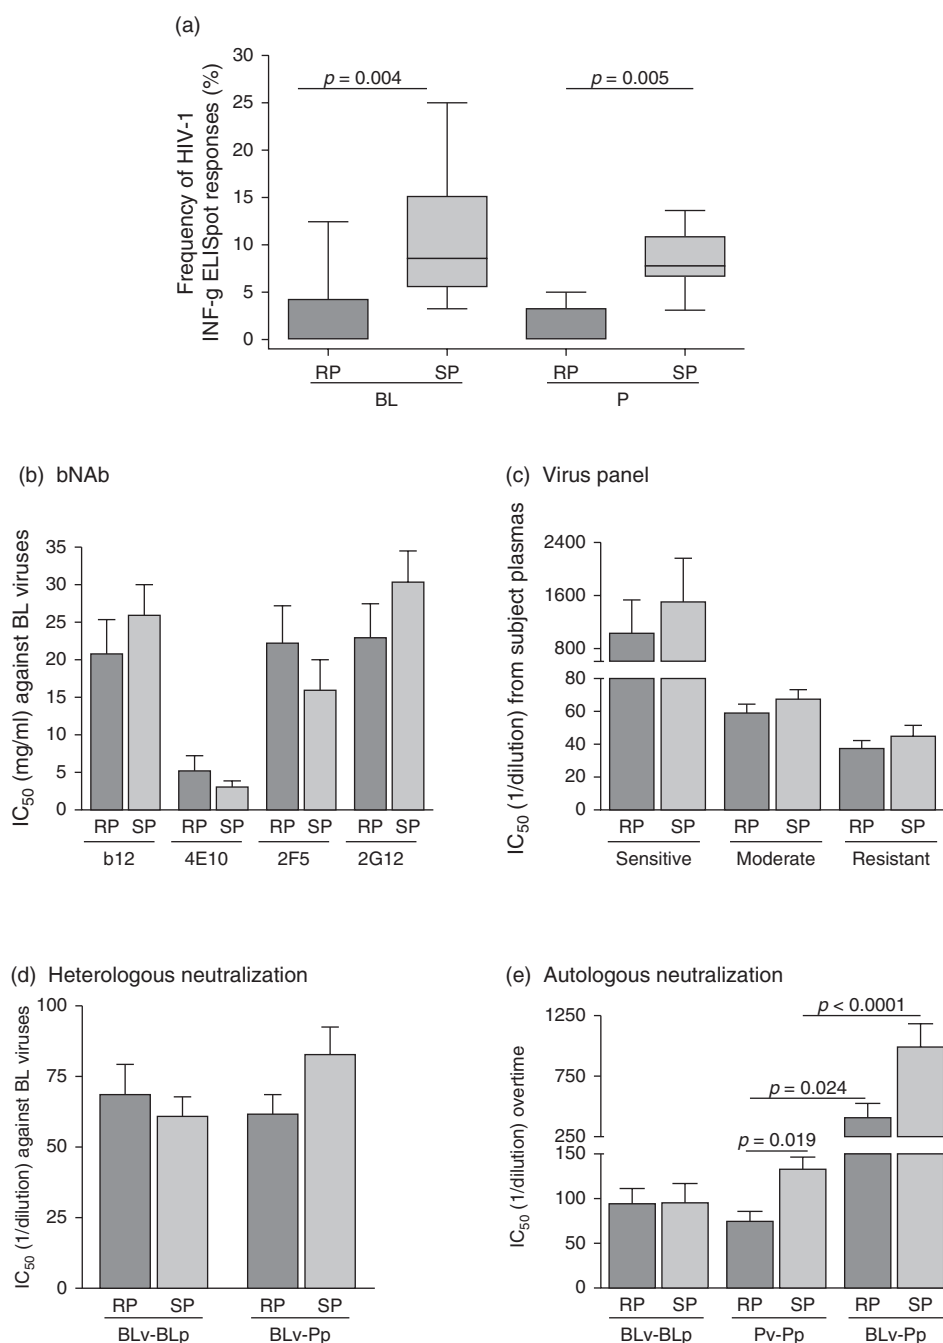 (a)
Frequency of HIV-1
INF-g ELISpot responses (%)
30
25
20
15
10
5
0
p = 0.004
p = 0.005
RP
SP
RP
SP
BL
P
(b) bNAb
IC50 (mg/ml) against BL viruses
35
30
25
20
15
10
5
0
RP SP RP SP RP SP RP SP
b12 4E10 2F5 2G12
(c) Virus panel
IC50 (1/dilution) from subject plasmas
2400
1600
800
80
60
40
20
0
RP SP RP SP RP SP
Sensitive Moderate Resistant
(d) Heterologous neutralization
IC50 (1/dilution) against BL viruses
100
75
50
25
0
RP SP RP SP
BLv-BLp BLv-Pp
(e) Autologous neutralization
IC50 (1/dilution) overtime
1250
750
250
150
100
50
0
p < 0.0001
p = 0.024
p = 0.019
RP SP RP SP RP SP
BLv-BLp Pv-Pp BLv-Pp